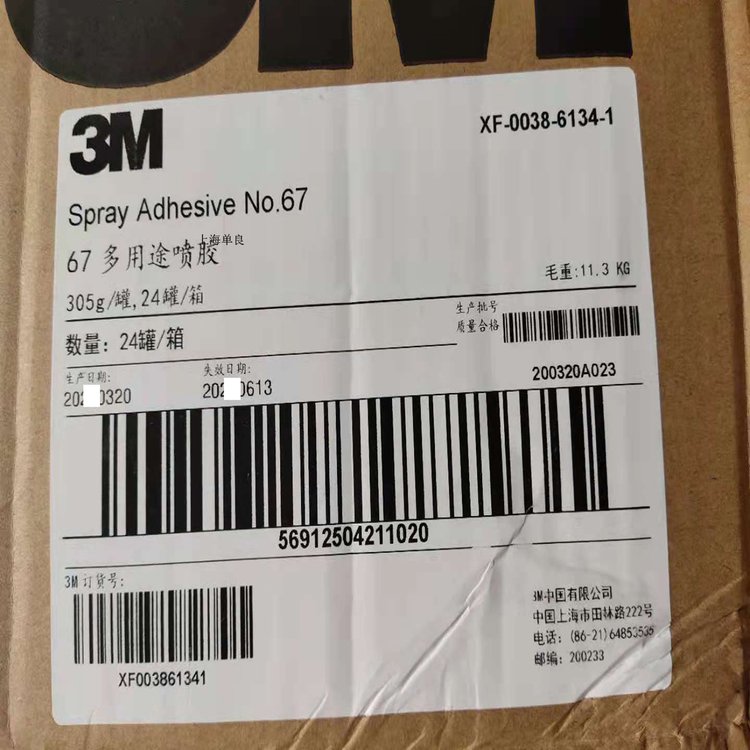 3M
XF-0038-6134-1
Spray Adhesive No.67
上海单良
67 多用途喷胶
毛重:11.3 KG
305g/罐,24罐/箱
生产批号
质量合格
数量: 24罐/箱
200320A023
生产日期:
失效日期:
202 0320
202 0613
56912504211020
3M 订货号:
XF003861341
3M中国有限公司
中国上海市田林路222号
电话: (86-21)64853535
邮编: 200233